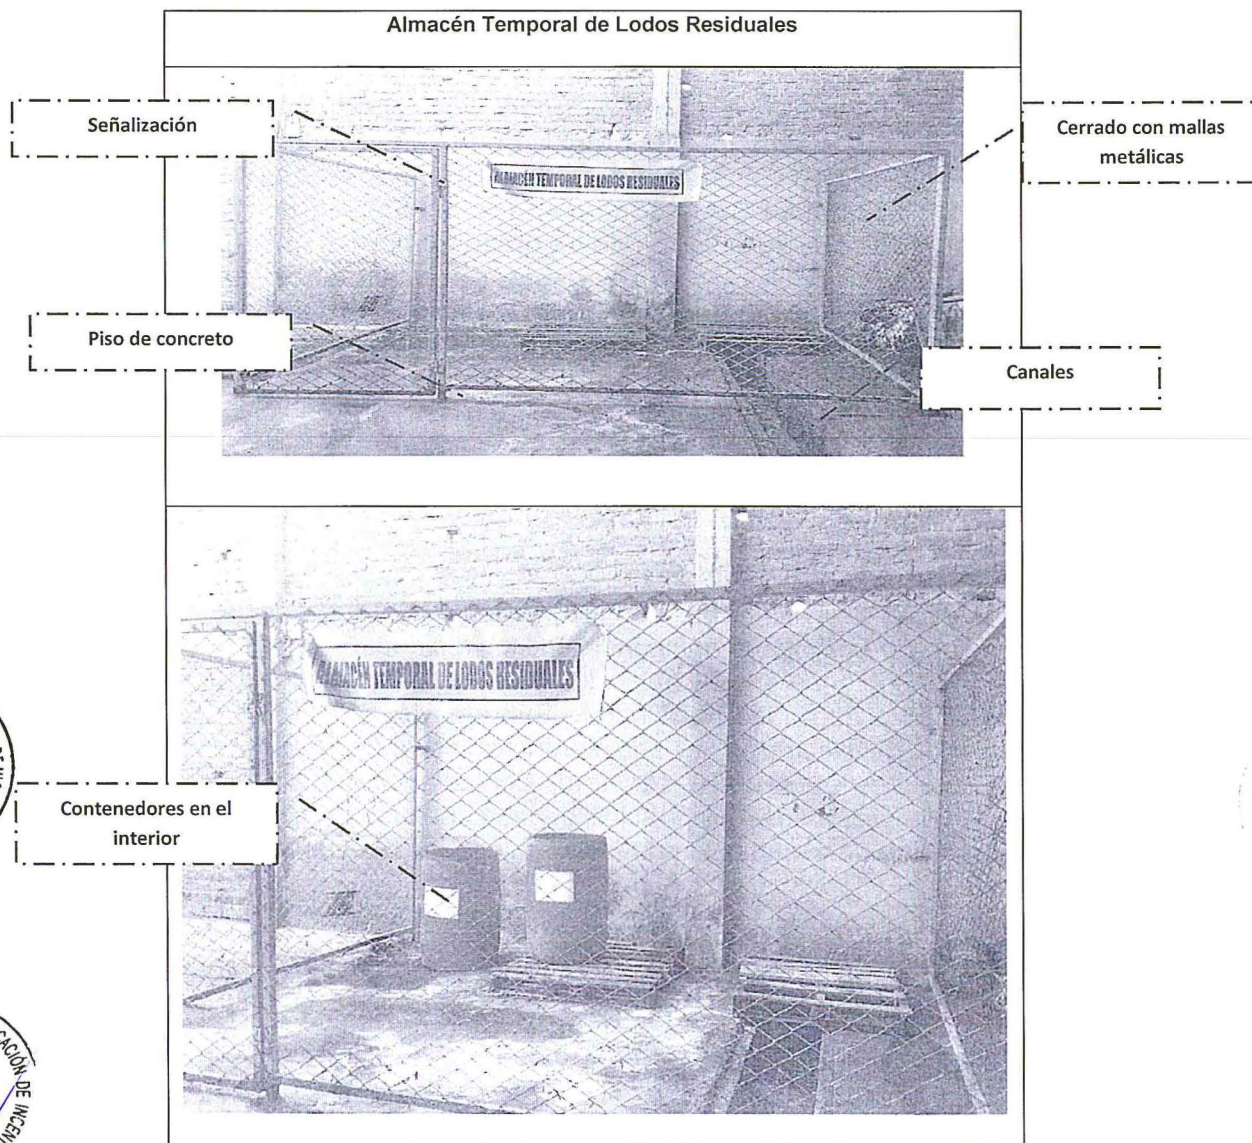 Almacén Temporal de Lodos Residuales
Señalización
Cerrado con mallas
metálicas
ALMACÉN TEMPORAL DE LODOS RESIDUALES
Piso de concreto
Canales
ALMACÉN TEMPORAL DE LODOS RESIDUALES
Contenedores en el
interior
DE